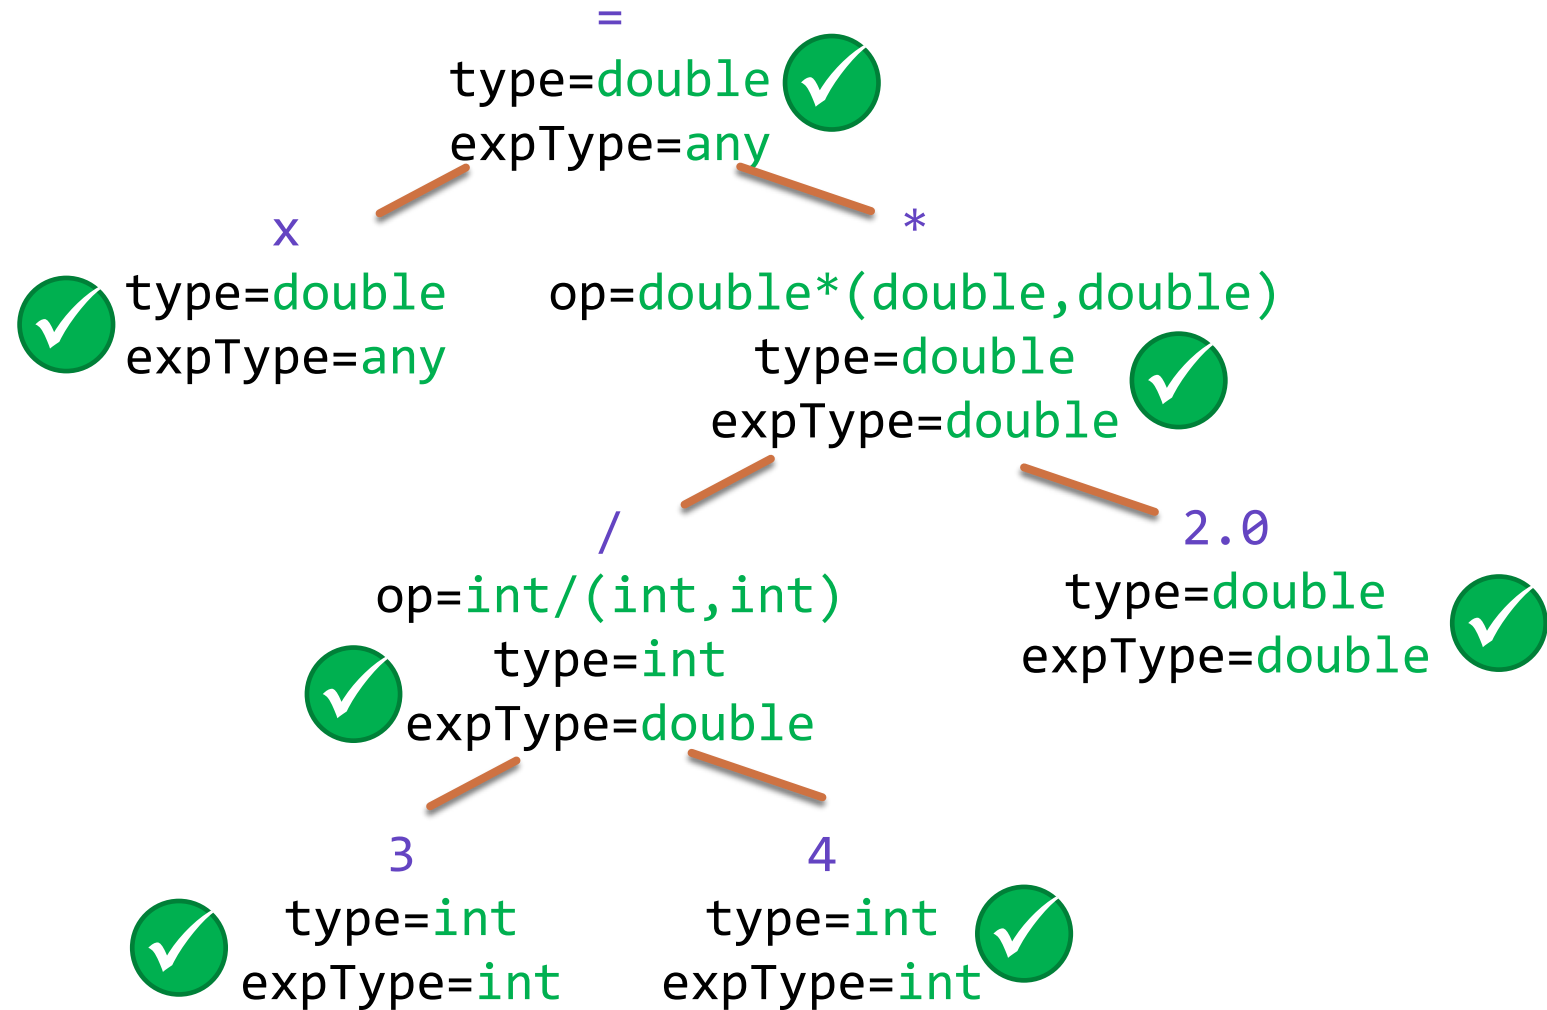 =
type=double
expType=any
x
type=double
expType=any
*
op=double*(double,double)
type=double
expType=double
/
op=int/(int,int)
type=int
expType=double
2.0
type=double
expType=double
3
type=int
expType=int
4
type=int
expType=int